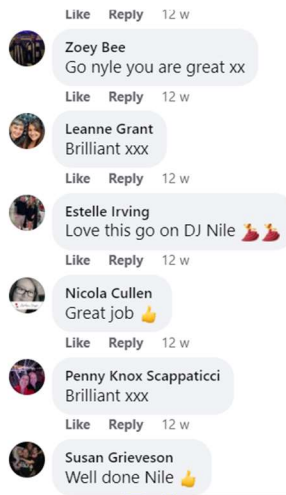 Like Reply 12 w
Zoey Bee
Go nyle you are great xx
Like Reply 12 w
Leanne Grant
Brilliant xxx
Like Reply 12 w
Estelle Irving
Love this go on DJ Nile 💃💃
Like Reply 12 w
Nicola Cullen
Great job 👍
Like Reply 12 w
Penny Knox Scappaticci
Brilliant xxx
Like Reply 12 w
Susan Grieveson
Well done Nile 👍